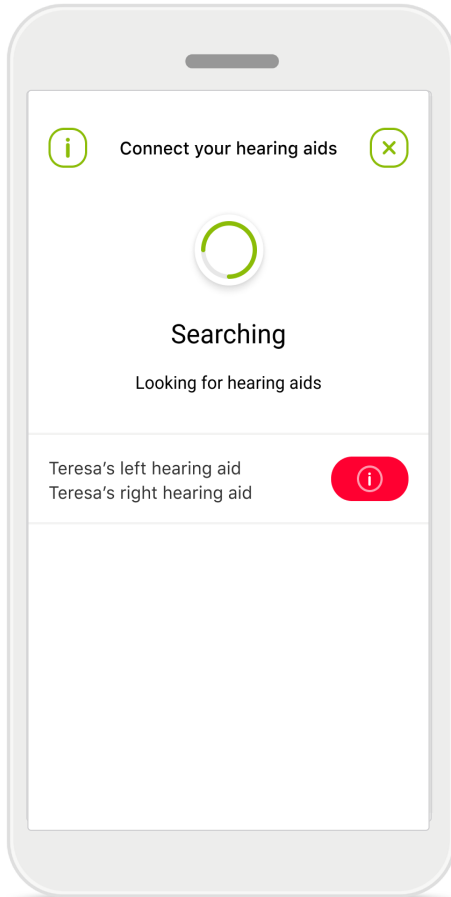 Connect your hearing aids
Searching
Looking for hearing aids
Teresa’s left hearing aid
Teresa’s right hearing aid